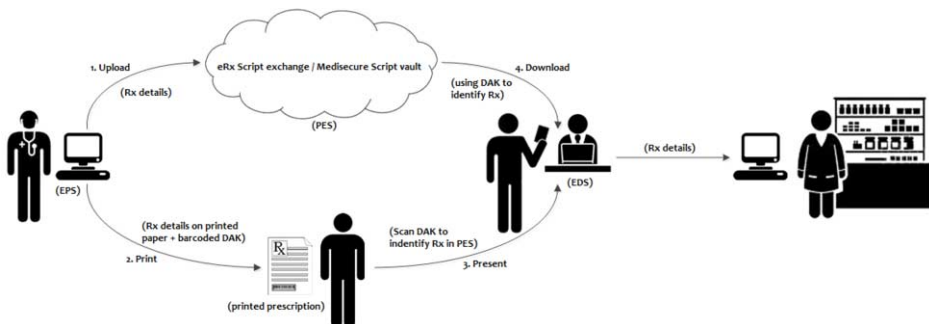 1. Upload
(Rx details)
eRx Script exchange / Medisecure Script vault
(PES)
4. Download
(using DAK to
identify Rx)
(EPS)
(EDS)
(Rx details)
(Rx details on printed
paper + barcoded DAK)
2. Print
Rx
(printed prescription)
(Scan DAK to
indentify Rx in PES)
3. Present